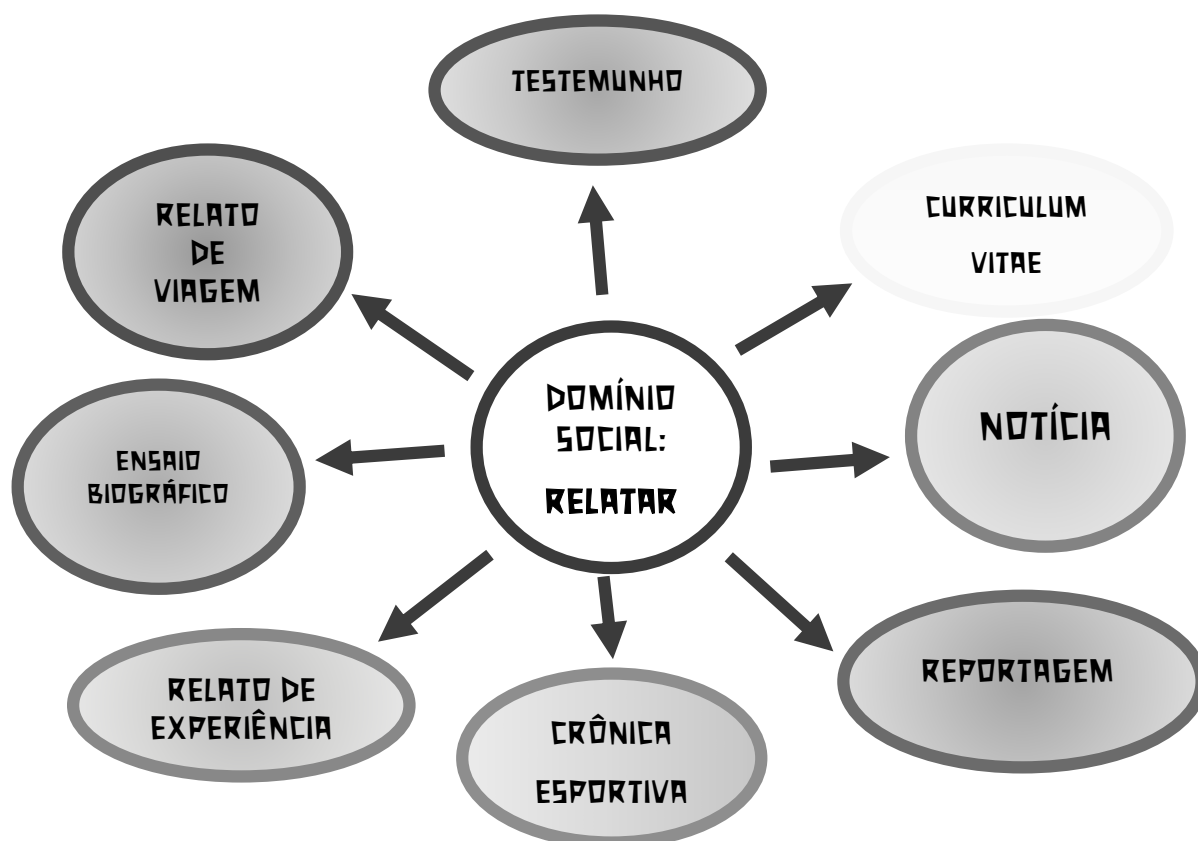 TESTEMUNHO
RELATO
DE
VIAGEM
CURRICULUM
VITAE
DOMÍNIO
SOCIAL:
RELATAR
NOTÍCIA
ENSAIO
BIOGRÁFICO
REPORTAGEM
RELATO DE
EXPERIÊNCIA
CRÔNICA
ESPORTIVA